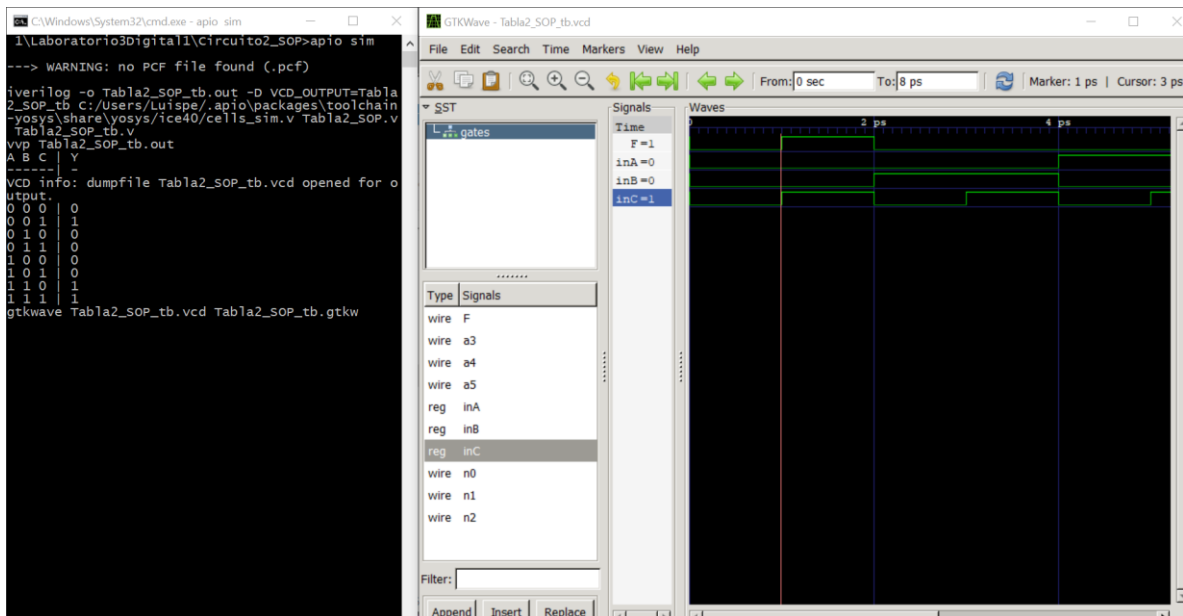 C:\Windows\System32\cmd.exe - apio sim
1\Laboratorio3Digital1\Circuito2_SOP>apio sim
---> WARNING: no PCF file found (.pcf)
iverilog -o Tabla2_SOP_tb.out -D VCD_OUTPUT=Tabla
2_SOP_tb C:/Users/Luispe/.apio\packages\toolchain
-yosys\share\yosys/ice40/cells_sim.v Tabla2_SOP.v
Tabla2_SOP_tb.v
vvp Tabla2_SOP_tb.out
A B C | Y
------| -
VCD info: dumpfile Tabla2_SOP_tb.vcd opened for o
utput.
0 0 0 | 0
0 0 1 | 1
0 1 0 | 0
0 1 1 | 0
1 0 0 | 0
1 0 1 | 0
1 1 0 | 1
1 1 1 | 1
gtkwave Tabla2_SOP_tb.vcd Tabla2_SOP_tb.gtkw
GTKWave - Tabla2_SOP_tb.vcd
File Edit Search Time Markers View Help
From: 0 sec To: 8 ps Marker: 1 ps | Cursor: 3 ps
SST
gates
Type Signals
wire F
wire a3
wire a4
wire a5
reg inA
reg inB
reg inC
wire n0
wire n1
wire n2
Filter:
Append Insert Replace
Signals
Time
F=1
inA=0
inB=0
inC=1
Waves
0 2 ps 4 ps